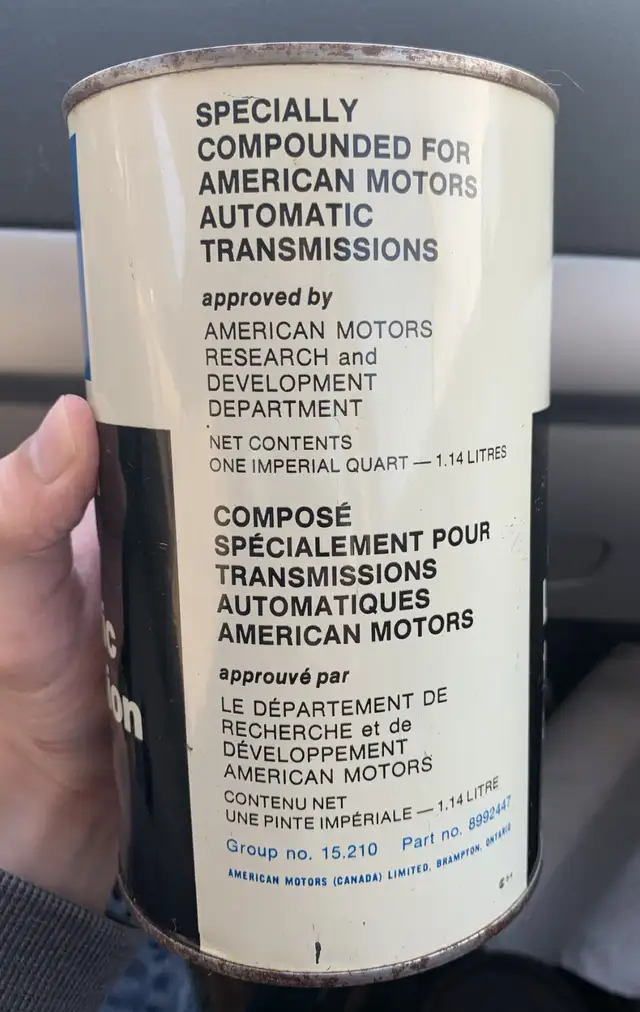 SPECIALLY
COMPOUNDED FOR
AMERICAN MOTORS
AUTOMATIC
TRANSMISSIONS
approved by
AMERICAN MOTORS
RESEARCH and
DEVELOPMENT
DEPARTMENT
NET CONTENTS
ONE IMPERIAL QUART — 1.14 LITRES
COMPOSÉ
SPÉCIALEMENT POUR
TRANSMISSIONS
AUTOMATIQUES
AMERICAN MOTORS
approuvé par
LE DÉPARTEMENT DE
RECHERCHE et de
DÉVELOPPEMENT
AMERICAN MOTORS
CONTENU NET
UNE PINTE IMPÉRIALE — 1.14 LITRE
Group no. 15.210 Part no. 8992447
AMERICAN MOTORS (CANADA) LIMITED, BRAMPTON, ONTARIO
ic
ion